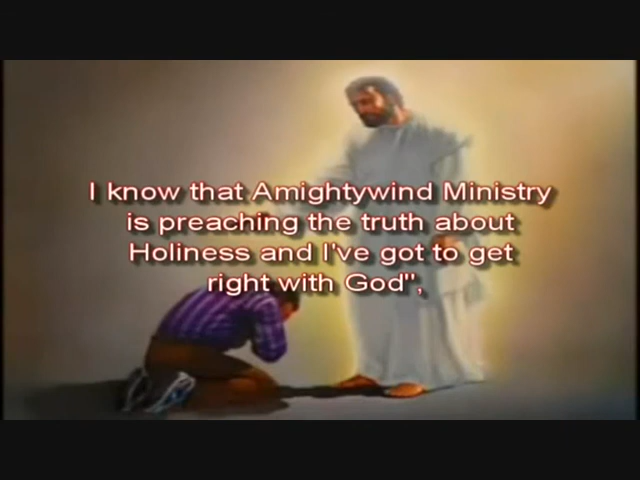 I know that Amightywind Ministry
is preaching the truth about
Holiness and I've got to get
right with God",